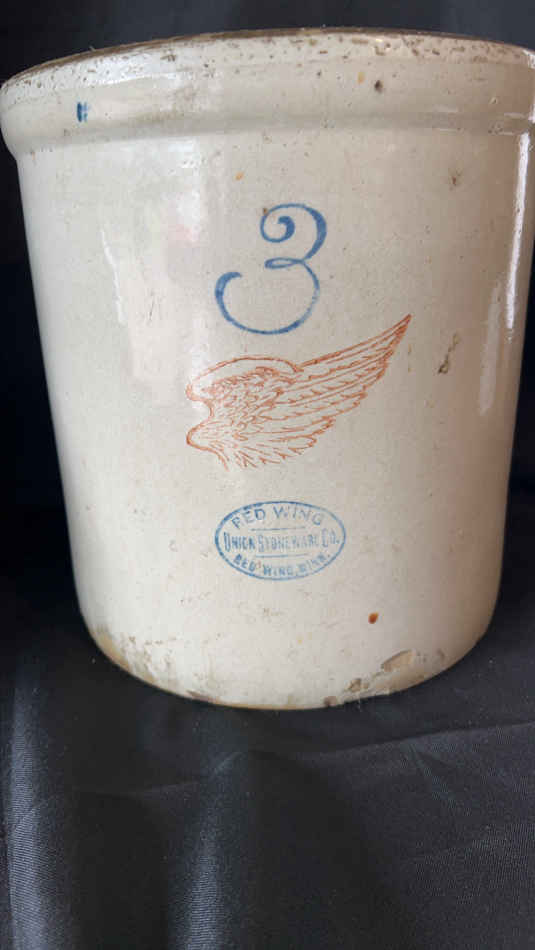 3
RED WING
UNION STONEWARE CO.
RED WING, MINN.